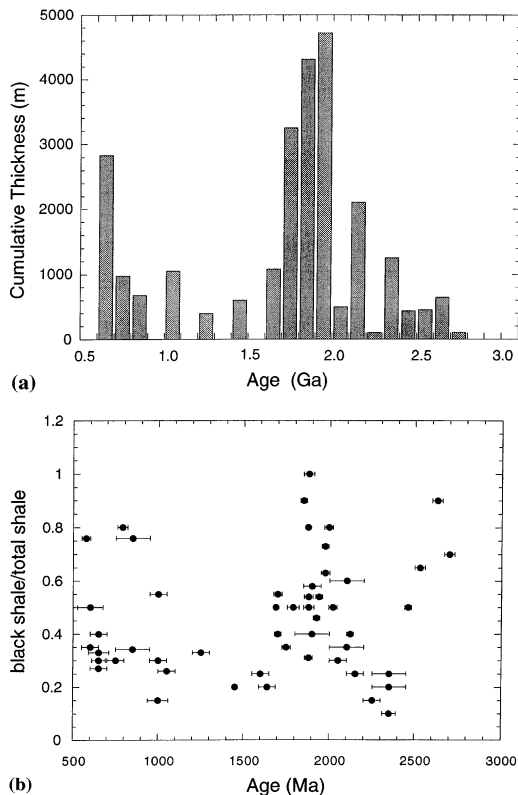 5000
4000
3000
2000
1000
0
Cumulative Thickness (m)
0.5 1.0 1.5 2.0 2.5 3.0
Age (Ga)
(a)
1.2
1
0.8
0.6
0.4
0.2
0
black shale/total shale
500 1000 1500 2000 2500 3000
Age (Ma)
(b)